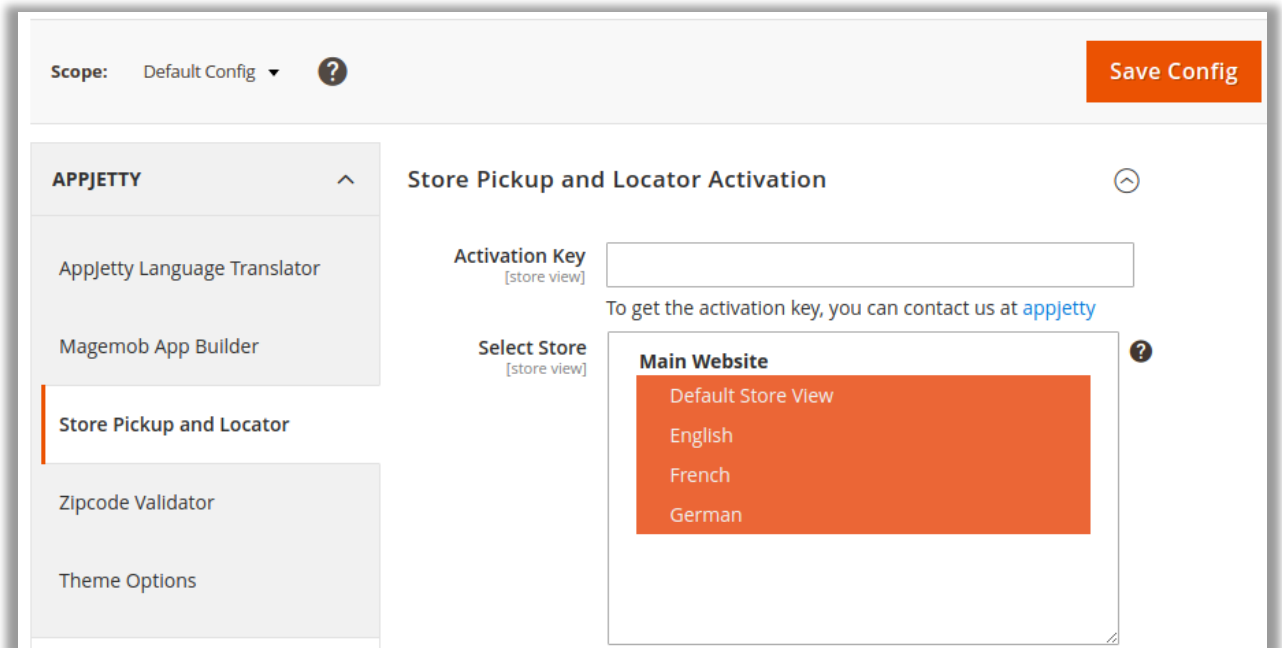 Scope: Default Config ?
Save Config
APPJETTY
AppJetty Language Translator
Magemob App Builder
Store Pickup and Locator
Zipcode Validator
Theme Options
Store Pickup and Locator Activation
Activation Key
[store view]
To get the activation key, you can contact us at appjetty
Select Store
[store view]
?
Main Website
Default Store View
English
French
German